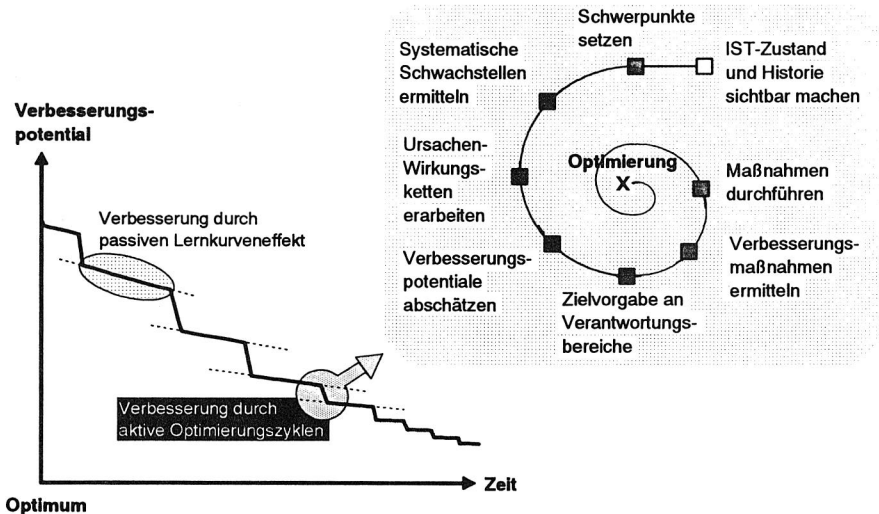 Verbesserungs-
potential
Verbesserung durch
passiven Lernkurveneffekt
Verbesserung durch
aktive Optimierungszyklen
Zeit
Optimum
Schwerpunkte
setzen
IST-Zustand
und Historie
sichtbar machen
Systematische
Schwachstellen
ermitteln
Ursachen-
Wirkungs-
ketten
erarbeiten
Optimierung
X
Maßnahmen
durchführen
Verbesserungs-
potentiale
abschätzen
Zielvorgabe an
Verantwortungs-
bereiche
Verbesserungs-
maßnahmen
ermitteln